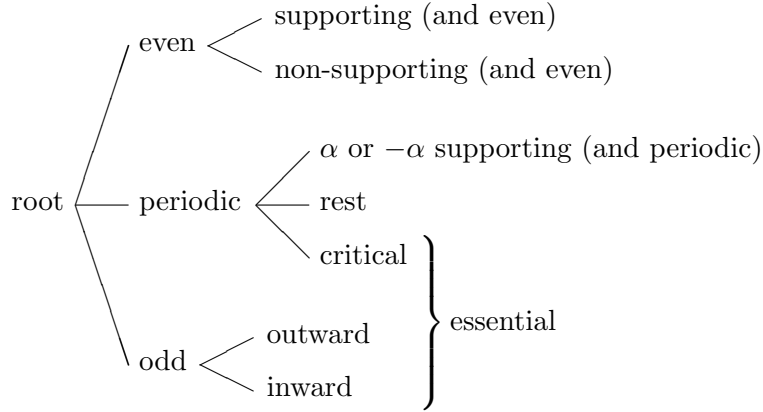 supporting (and even)
even
non-supporting (and even)
α or −α supporting (and periodic)
root
periodic
rest
critical
essential
outward
odd
inward